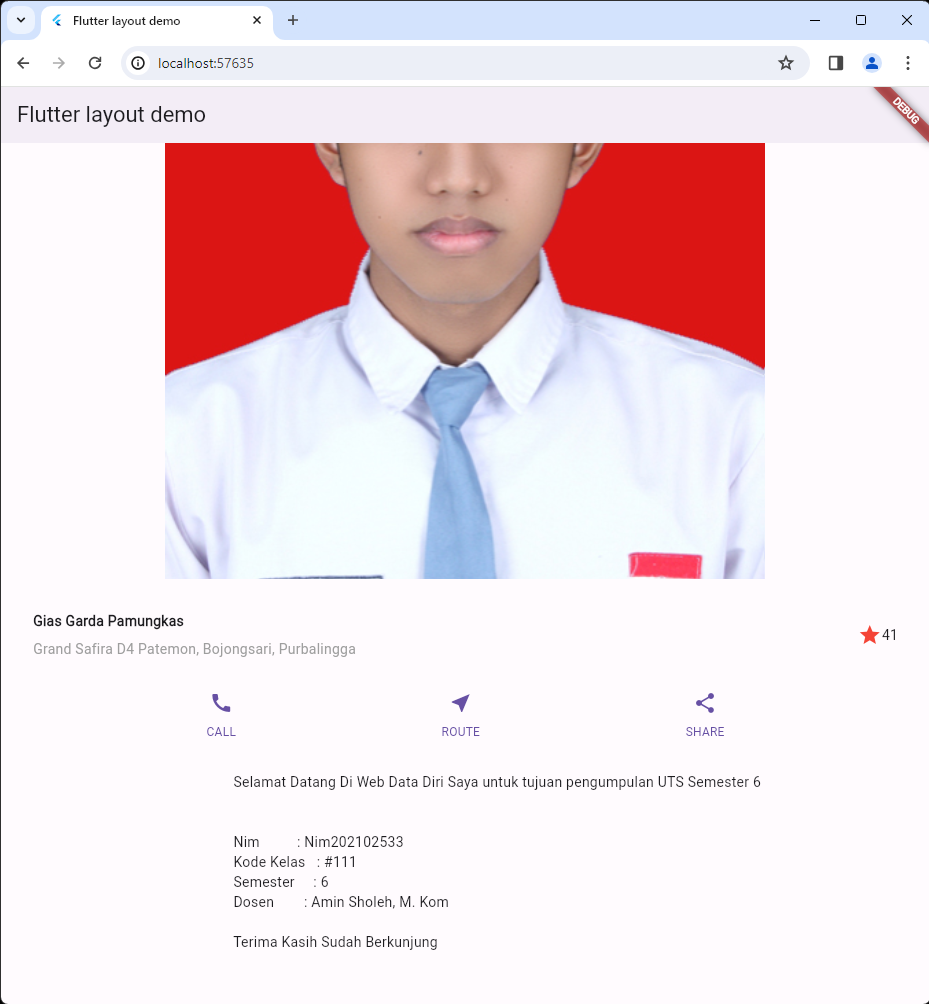 Flutter layout demo
localhost:57635
Flutter layout demo
DEBUG
Gias Garda Pamungkas
Grand Safira D4 Patemon, Bojongsari, Purbalingga
41
CALL
ROUTE
SHARE
Selamat Datang Di Web Data Diri Saya untuk tujuan pengumpulan UTS Semester 6
Nim : Nim202102533
Kode Kelas : #111
Semester : 6
Dosen : Amin Sholeh, M. Kom
Terima Kasih Sudah Berkunjung